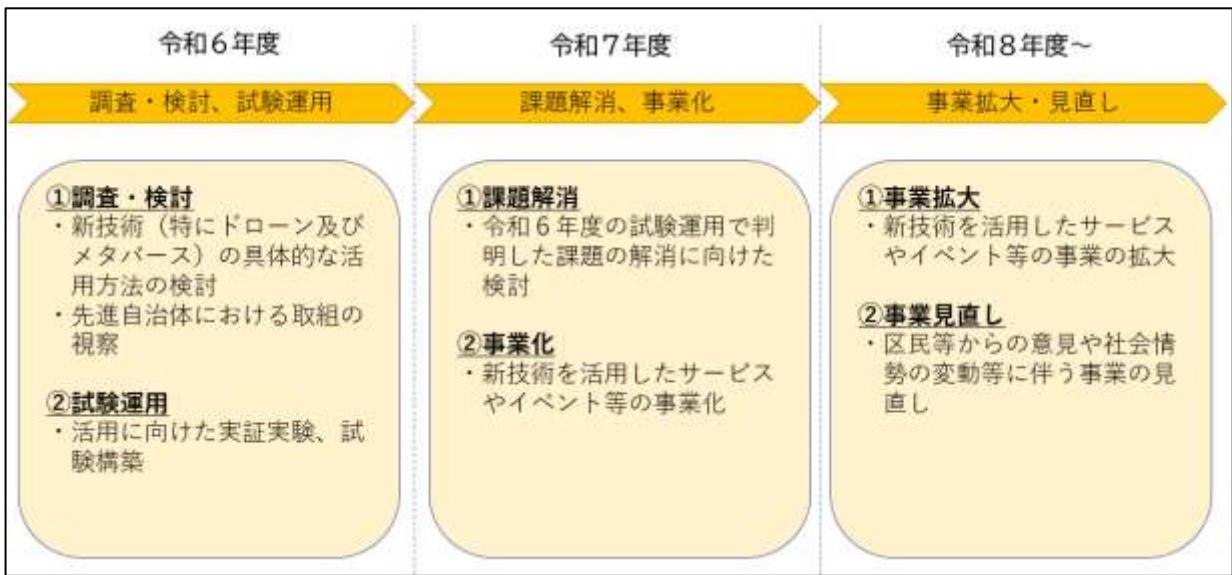 令和6年度
調査・検討、試験運用
①調査・検討
・新技術（特にドローン及び
メタバース）の具体的な活
用方法の検討
・先進自治体における取組の
視察
②試験運用
・活用に向けた実証実験、試
験構築
令和7年度
課題解消、事業化
①課題解消
・令和6年度の試験運用で判
明した課題の解消に向けた
検討
②事業化
・新技術を活用したサービス
やイベント等の事業化
令和8年度～
事業拡大・見直し
①事業拡大
・新技術を活用したサービス
やイベント等の事業の拡大
②事業見直し
・区民等からの意見や社会情
勢の変動等に伴う事業の見
直し